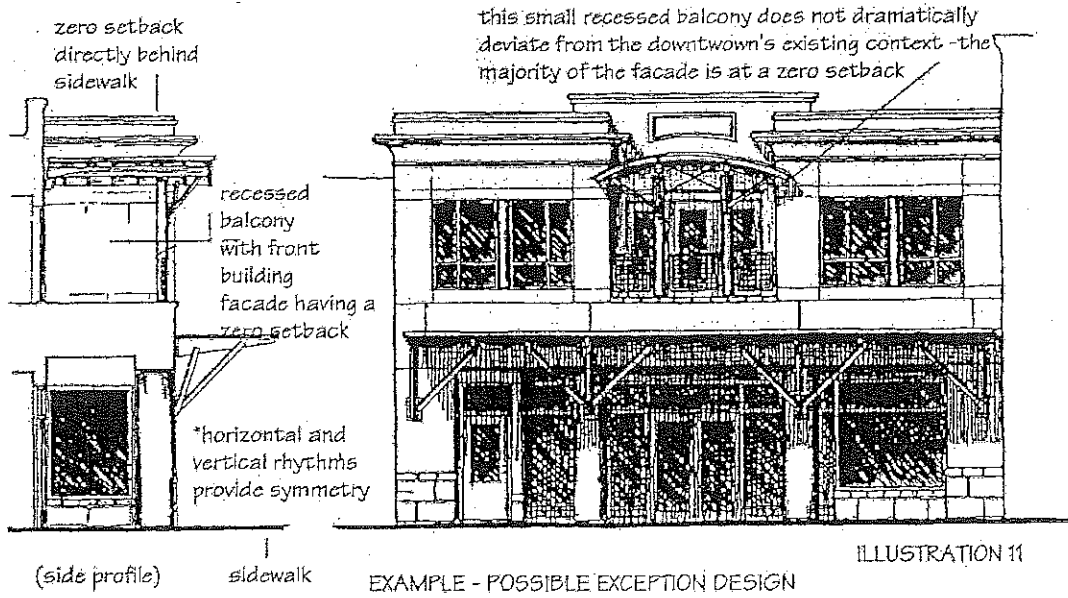 zero setback
directly behind
sidewalk
this small recessed balcony does not dramatically
deviate from the downtwown's existing context -the
majority of the facade is at a zero setback
recessed
balcony
with front
building
facade having a
zero setback
*horizontal and
vertical rhythms
provide symmetry
(side profile)
sidewalk
EXAMPLE - POSSIBLE EXCEPTION DESIGN
ILLUSTRATION 11